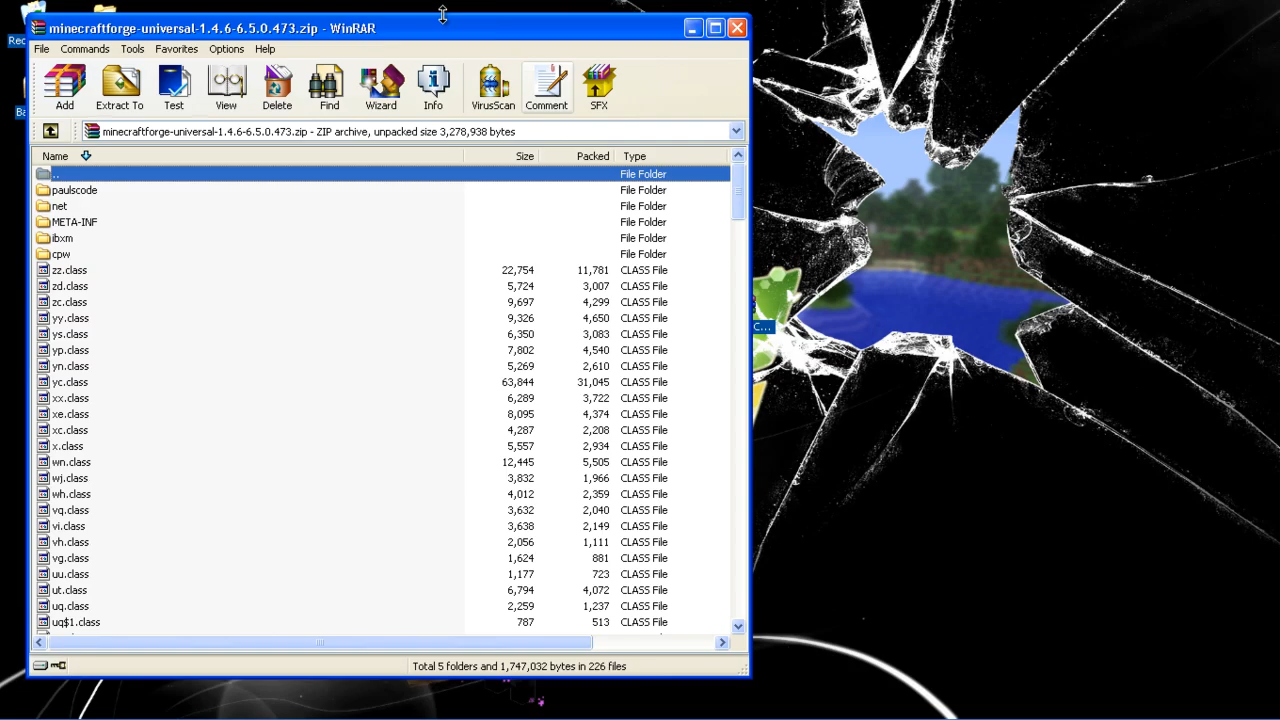 Rec
Ba
minecraftforge-universal-1.4.6-6.5.0.473.zip - WinRAR
File Commands Tools Favorites Options Help
Add Extract To Test View Delete Find Wizard Info VirusScan Comment SFX
minecraftforge-universal-1.4.6-6.5.0.473.zip - ZIP archive, unpacked size 3,278,938 bytes
Name Size Packed Type
.. File Folder
paulscode File Folder
net File Folder
META-INF File Folder
ibxm File Folder
cpw File Folder
zz.class 22,754 11,781 CLASS File
zd.class 5,724 3,007 CLASS File
zc.class 9,697 4,299 CLASS File
yy.class 9,326 4,650 CLASS File
ys.class 6,350 3,083 CLASS File
yp.class 7,802 4,540 CLASS File
yn.class 5,269 2,610 CLASS File
yc.class 63,844 31,045 CLASS File
xx.class 6,289 3,722 CLASS File
xe.class 8,095 4,374 CLASS File
xc.class 4,287 2,208 CLASS File
x.class 5,557 2,934 CLASS File
wn.class 12,445 5,505 CLASS File
wj.class 3,832 1,966 CLASS File
wh.class 4,012 2,359 CLASS File
vq.class 3,632 2,040 CLASS File
vi.class 3,638 2,149 CLASS File
vh.class 2,056 1,111 CLASS File
vg.class 1,624 881 CLASS File
uu.class 1,177 723 CLASS File
ut.class 6,794 4,072 CLASS File
uq.class 2,259 1,237 CLASS File
uq$1.class 787 513 CLASS File
Total 5 folders and 1,747,032 bytes in 226 files
C...